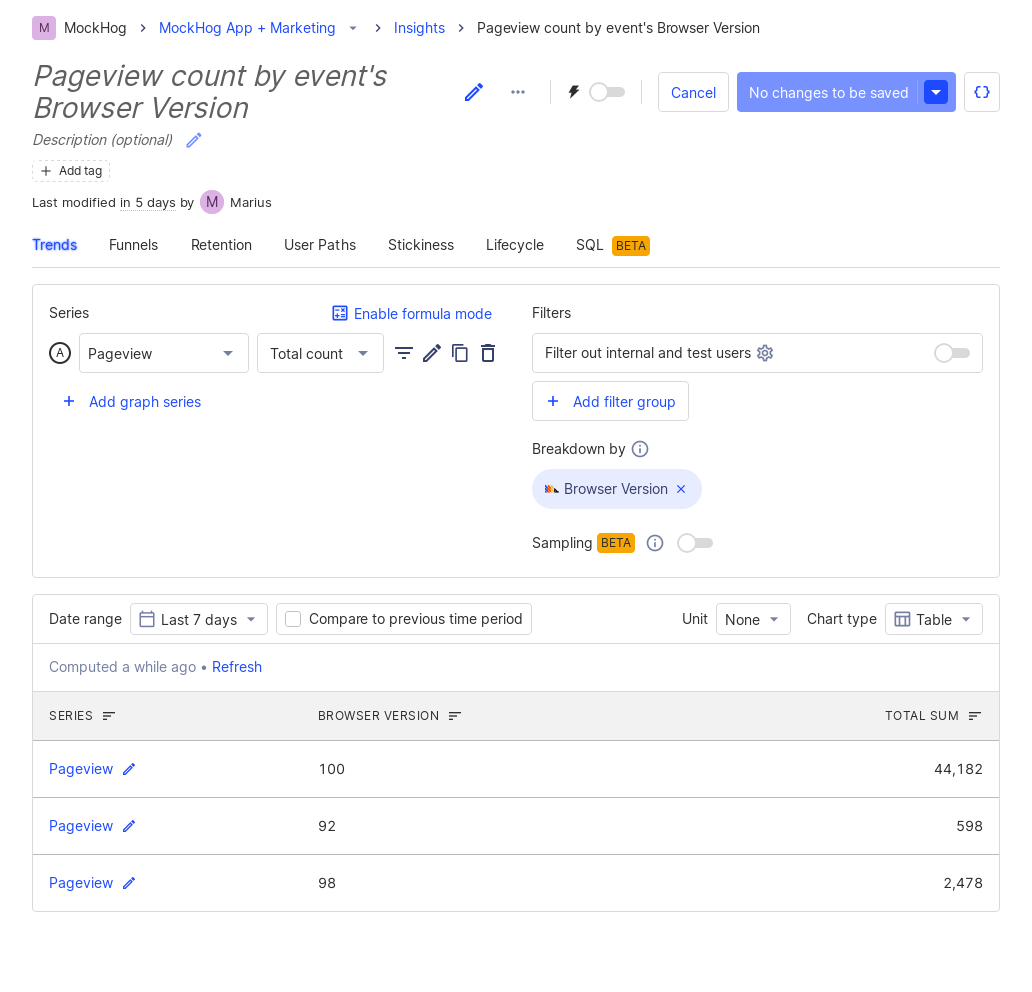 M MockHog MockHog App + Marketing Insights Pageview count by event's Browser Version
Pageview count by event's
Browser Version
Cancel No changes to be saved
Description (optional)
Add tag
Last modified in 5 days by M Marius
Trends Funnels Retention User Paths Stickiness Lifecycle SQL BETA
Series Enable formula mode
A Pageview Total count
Add graph series
Filters
Filter out internal and test users
Add filter group
Breakdown by
Browser Version
Sampling BETA
Date range Last 7 days Compare to previous time period Unit None Chart type Table
Computed a while ago • Refresh
SERIES BROWSER VERSION TOTAL SUM
Pageview 100 44,182
Pageview 92 598
Pageview 98 2,478